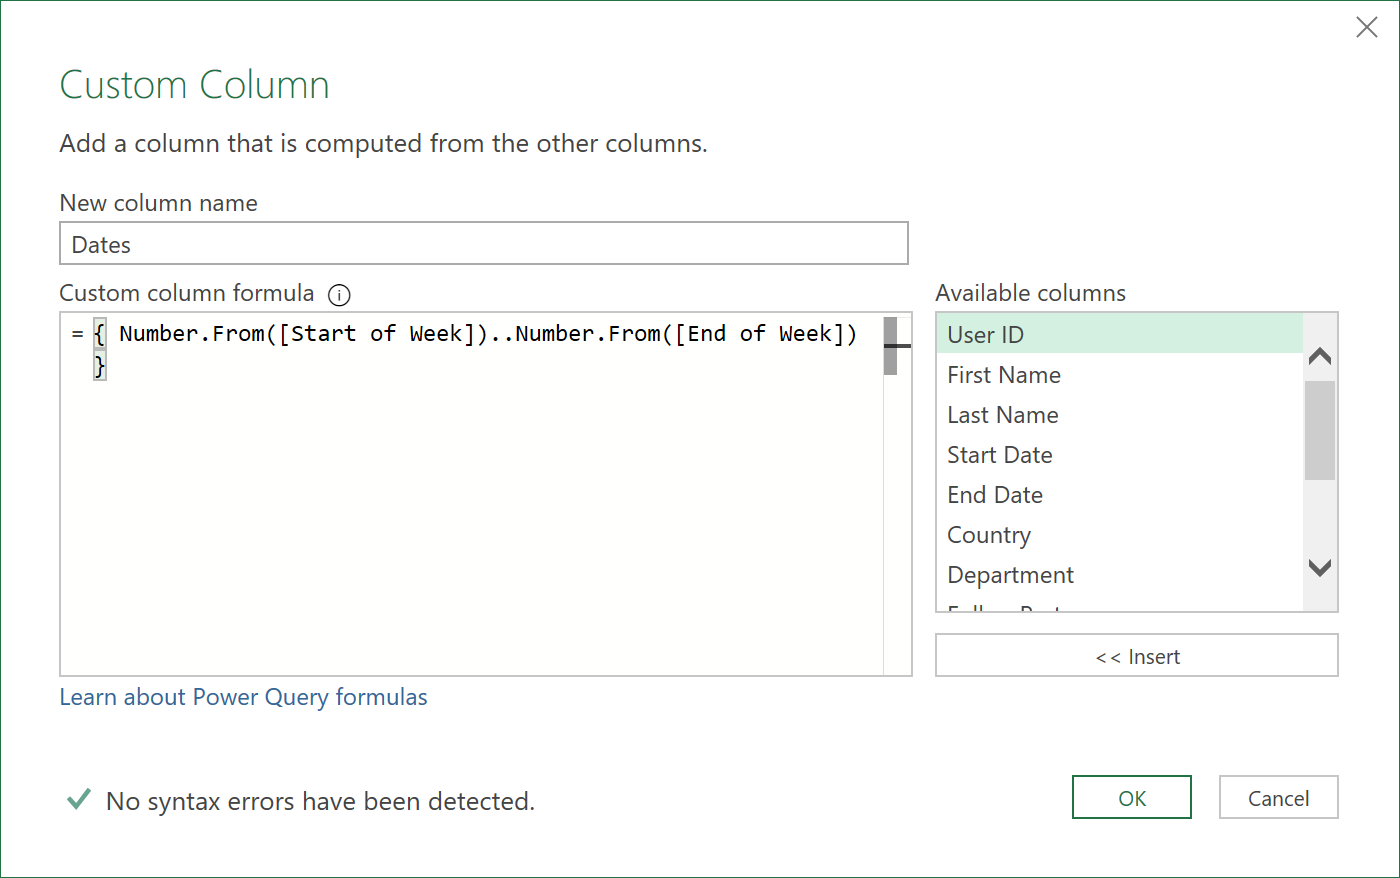 Custom Column
Add a column that is computed from the other columns.
New column name
Dates
Custom column formula
Available columns
= { Number.From([Start of Week])..Number.From([End of Week])
}
User ID
First Name
Last Name
Start Date
End Date
Country
Department
<< Insert
Learn about Power Query formulas
No syntax errors have been detected.
OK
Cancel